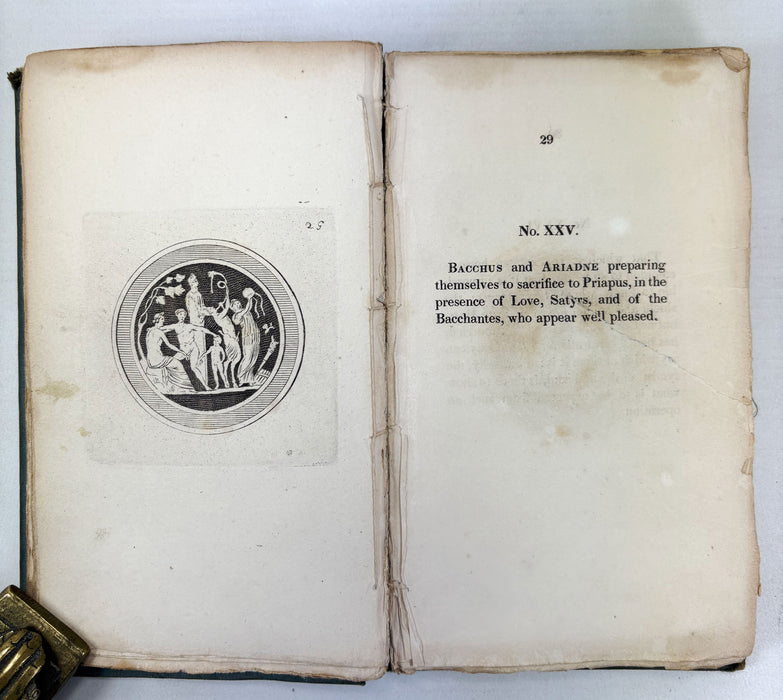 25
29
No. XXV.
Bacchus and Ariadne preparing
themselves to sacrifice to Priapus, in the
presence of Love, Satyrs, and of the
Bacchantes, who appear well pleased.